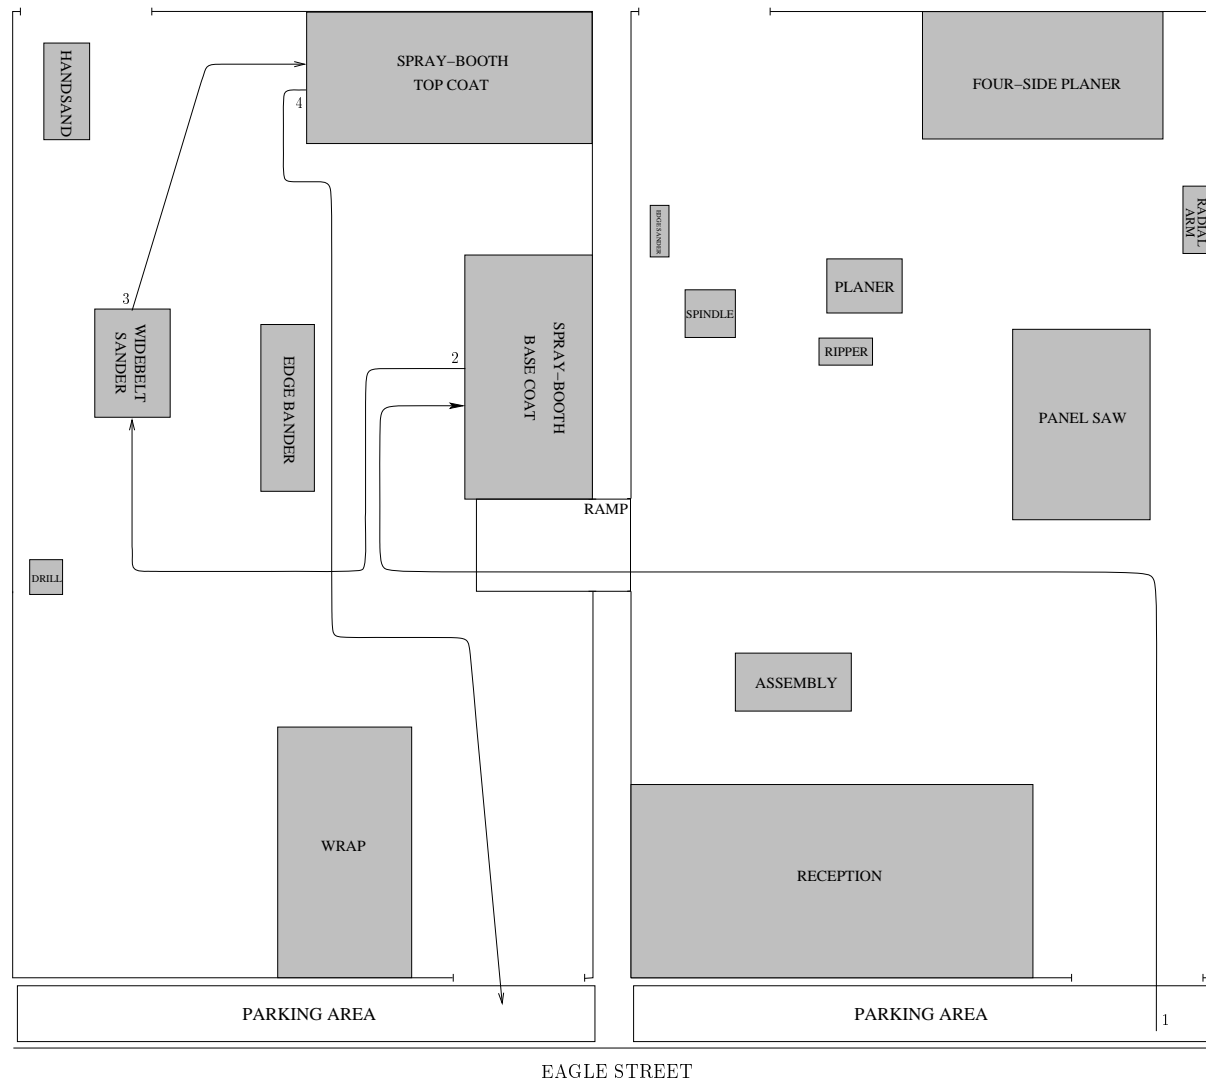 HANDSAND
SPRAY-BOOTH
TOP COAT
4
FOUR-SIDE PLANER
EDGE SANDER
RADIAL
ARM
SPINDLE
PLANER
RIPPER
3
WIDEBELT
SANDER
EDGE BANDER
2
SPRAY-BOOTH
BASE COAT
PANEL SAW
RAMP
DRILL
ASSEMBLY
WRAP
RECEPTION
PARKING AREA
PARKING AREA
1
EAGLE STREET